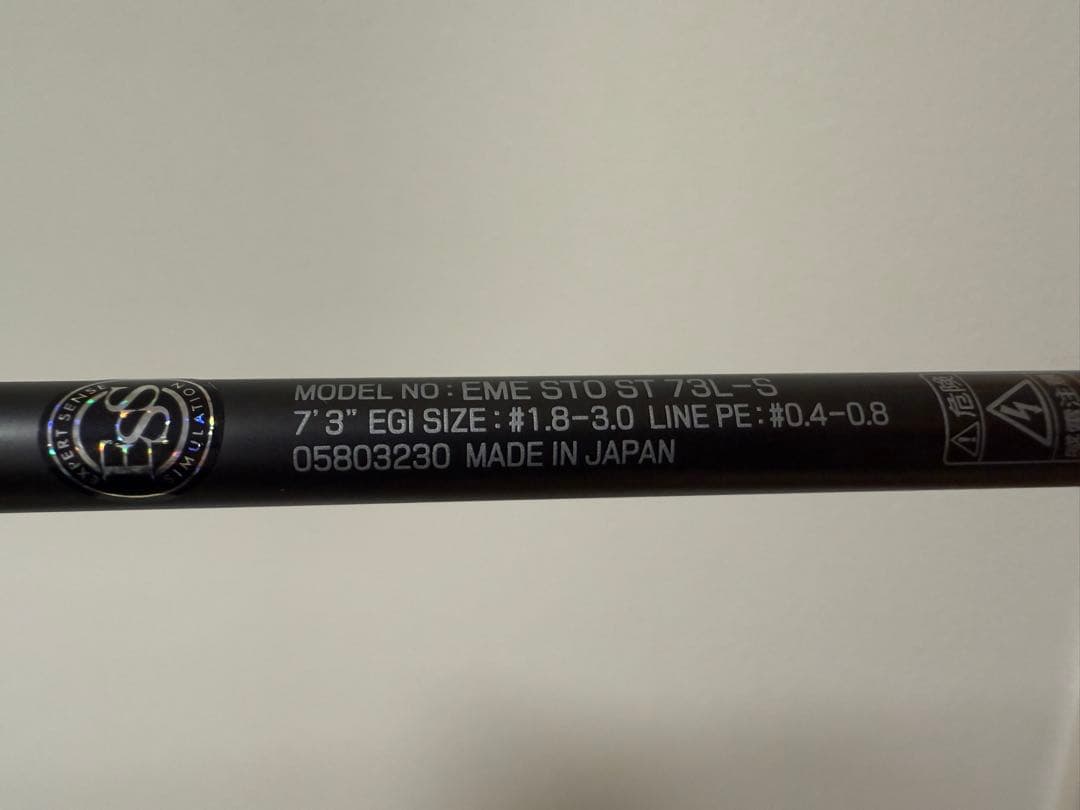 EXPERT SENSE SIMULATION
ES
MODEL NO : EME STO ST 73L-S
7'3" EGI SIZE : #1.8-3.0 LINE PE : #0.4-0.8
05803230 MADE IN JAPAN
危険